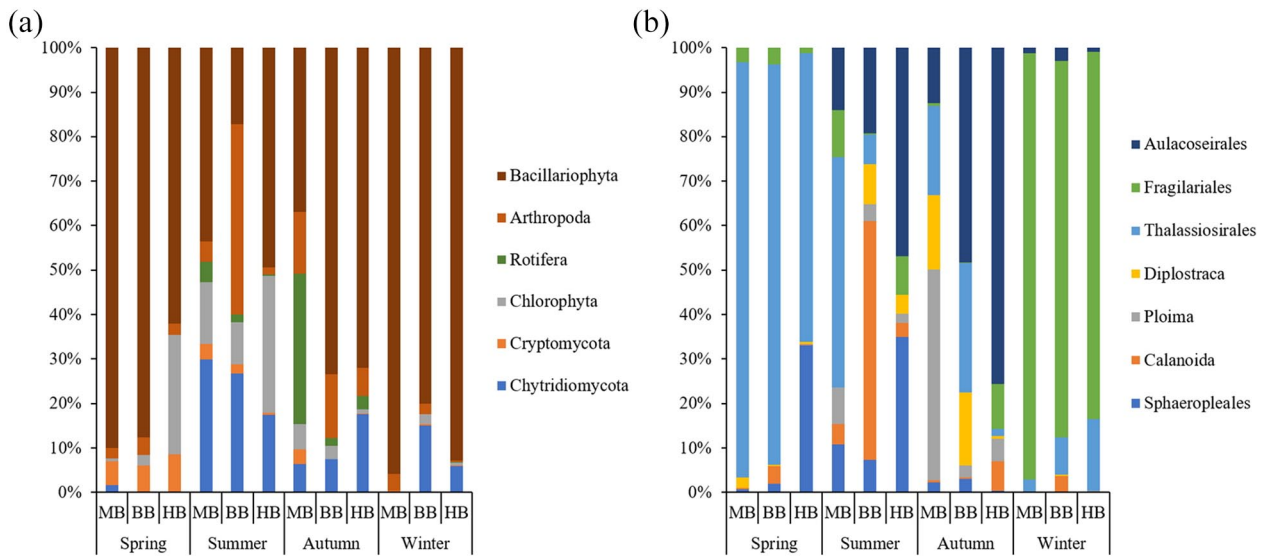 (a)
100%
90%
80%
70%
60%
50%
40%
30%
20%
10%
0%
MB BB HB MB BB HB MB BB HB MB BB HB
Spring Summer Autumn Winter
Bacillariophyta
Arthropoda
Rotifera
Chlorophyta
Cryptomycota
Chytridiomycota
(b)
100%
90%
80%
70%
60%
50%
40%
30%
20%
10%
0%
MB BB HB MB BB HB MB BB HB MB BB HB
Spring Summer Autumn Winter
Aulacoseirales
Fragilariales
Thalassiosirales
Diplostraca
Ploima
Calanoida
Sphaeropleales